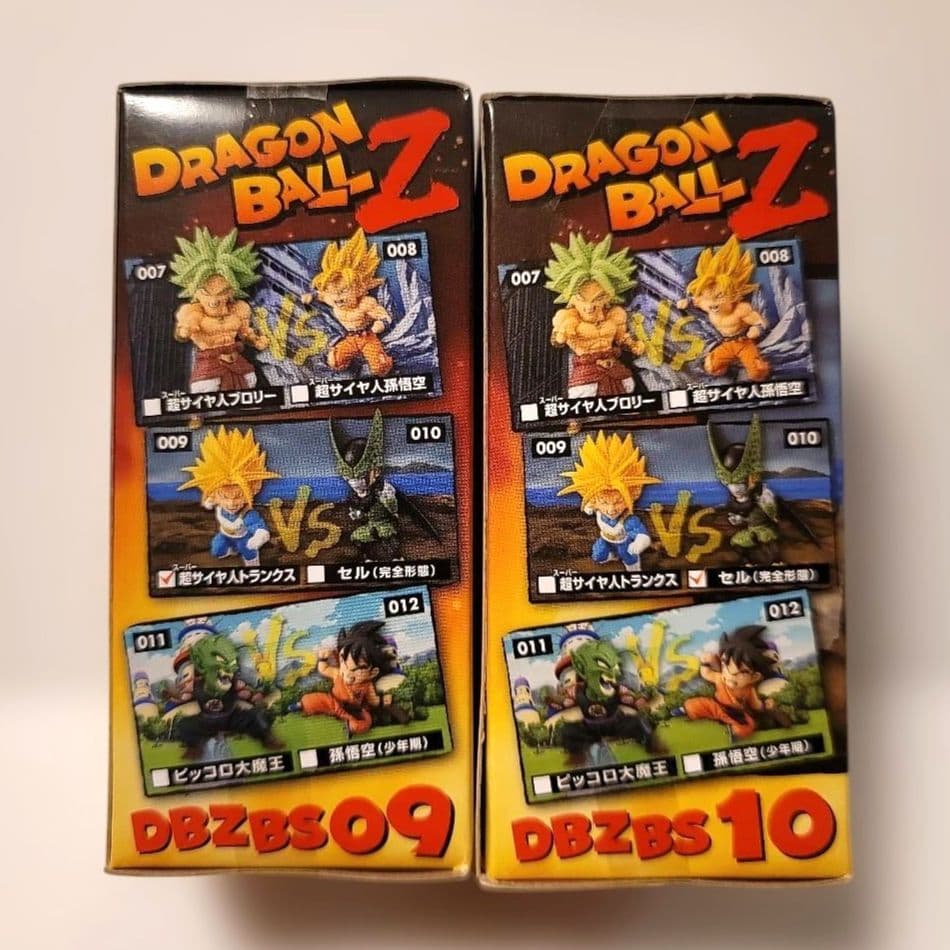 DRAGON
BALL Z
007
008
VS
スーパー
超サイヤ人ブロリー
スーパー
超サイヤ人孫悟空
009
010
VS
スーパー
超サイヤ人トランクス
セル(完全形態)
011
012
VS
ピッコロ大魔王
孫悟空(少年期)
DBZBS09
DRAGON
BALL Z
007
008
VS
スーパー
超サイヤ人ブロリー
スーパー
超サイヤ人孫悟空
009
010
VS
スーパー
超サイヤ人トランクス
セル(完全形態)
011
012
VS
ピッコロ大魔王
孫悟空(少年期)
DBZBS10